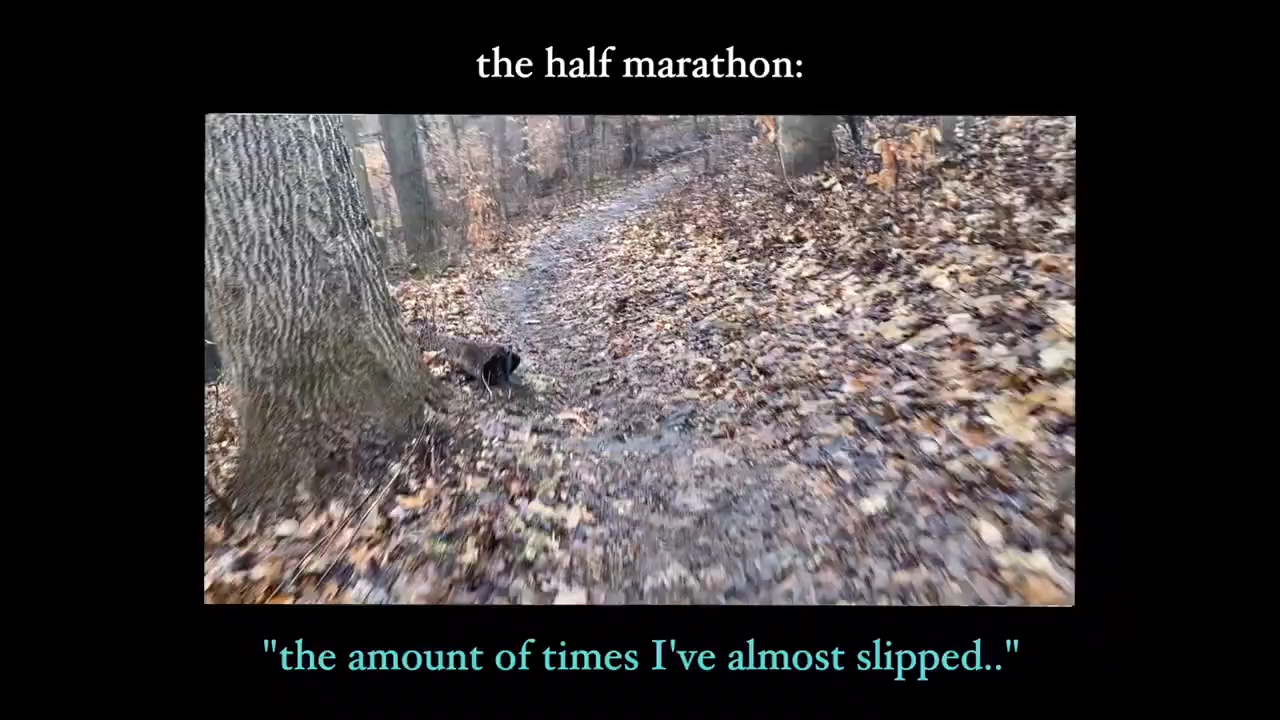 the half marathon:
"the amount of times I've almost slipped.."